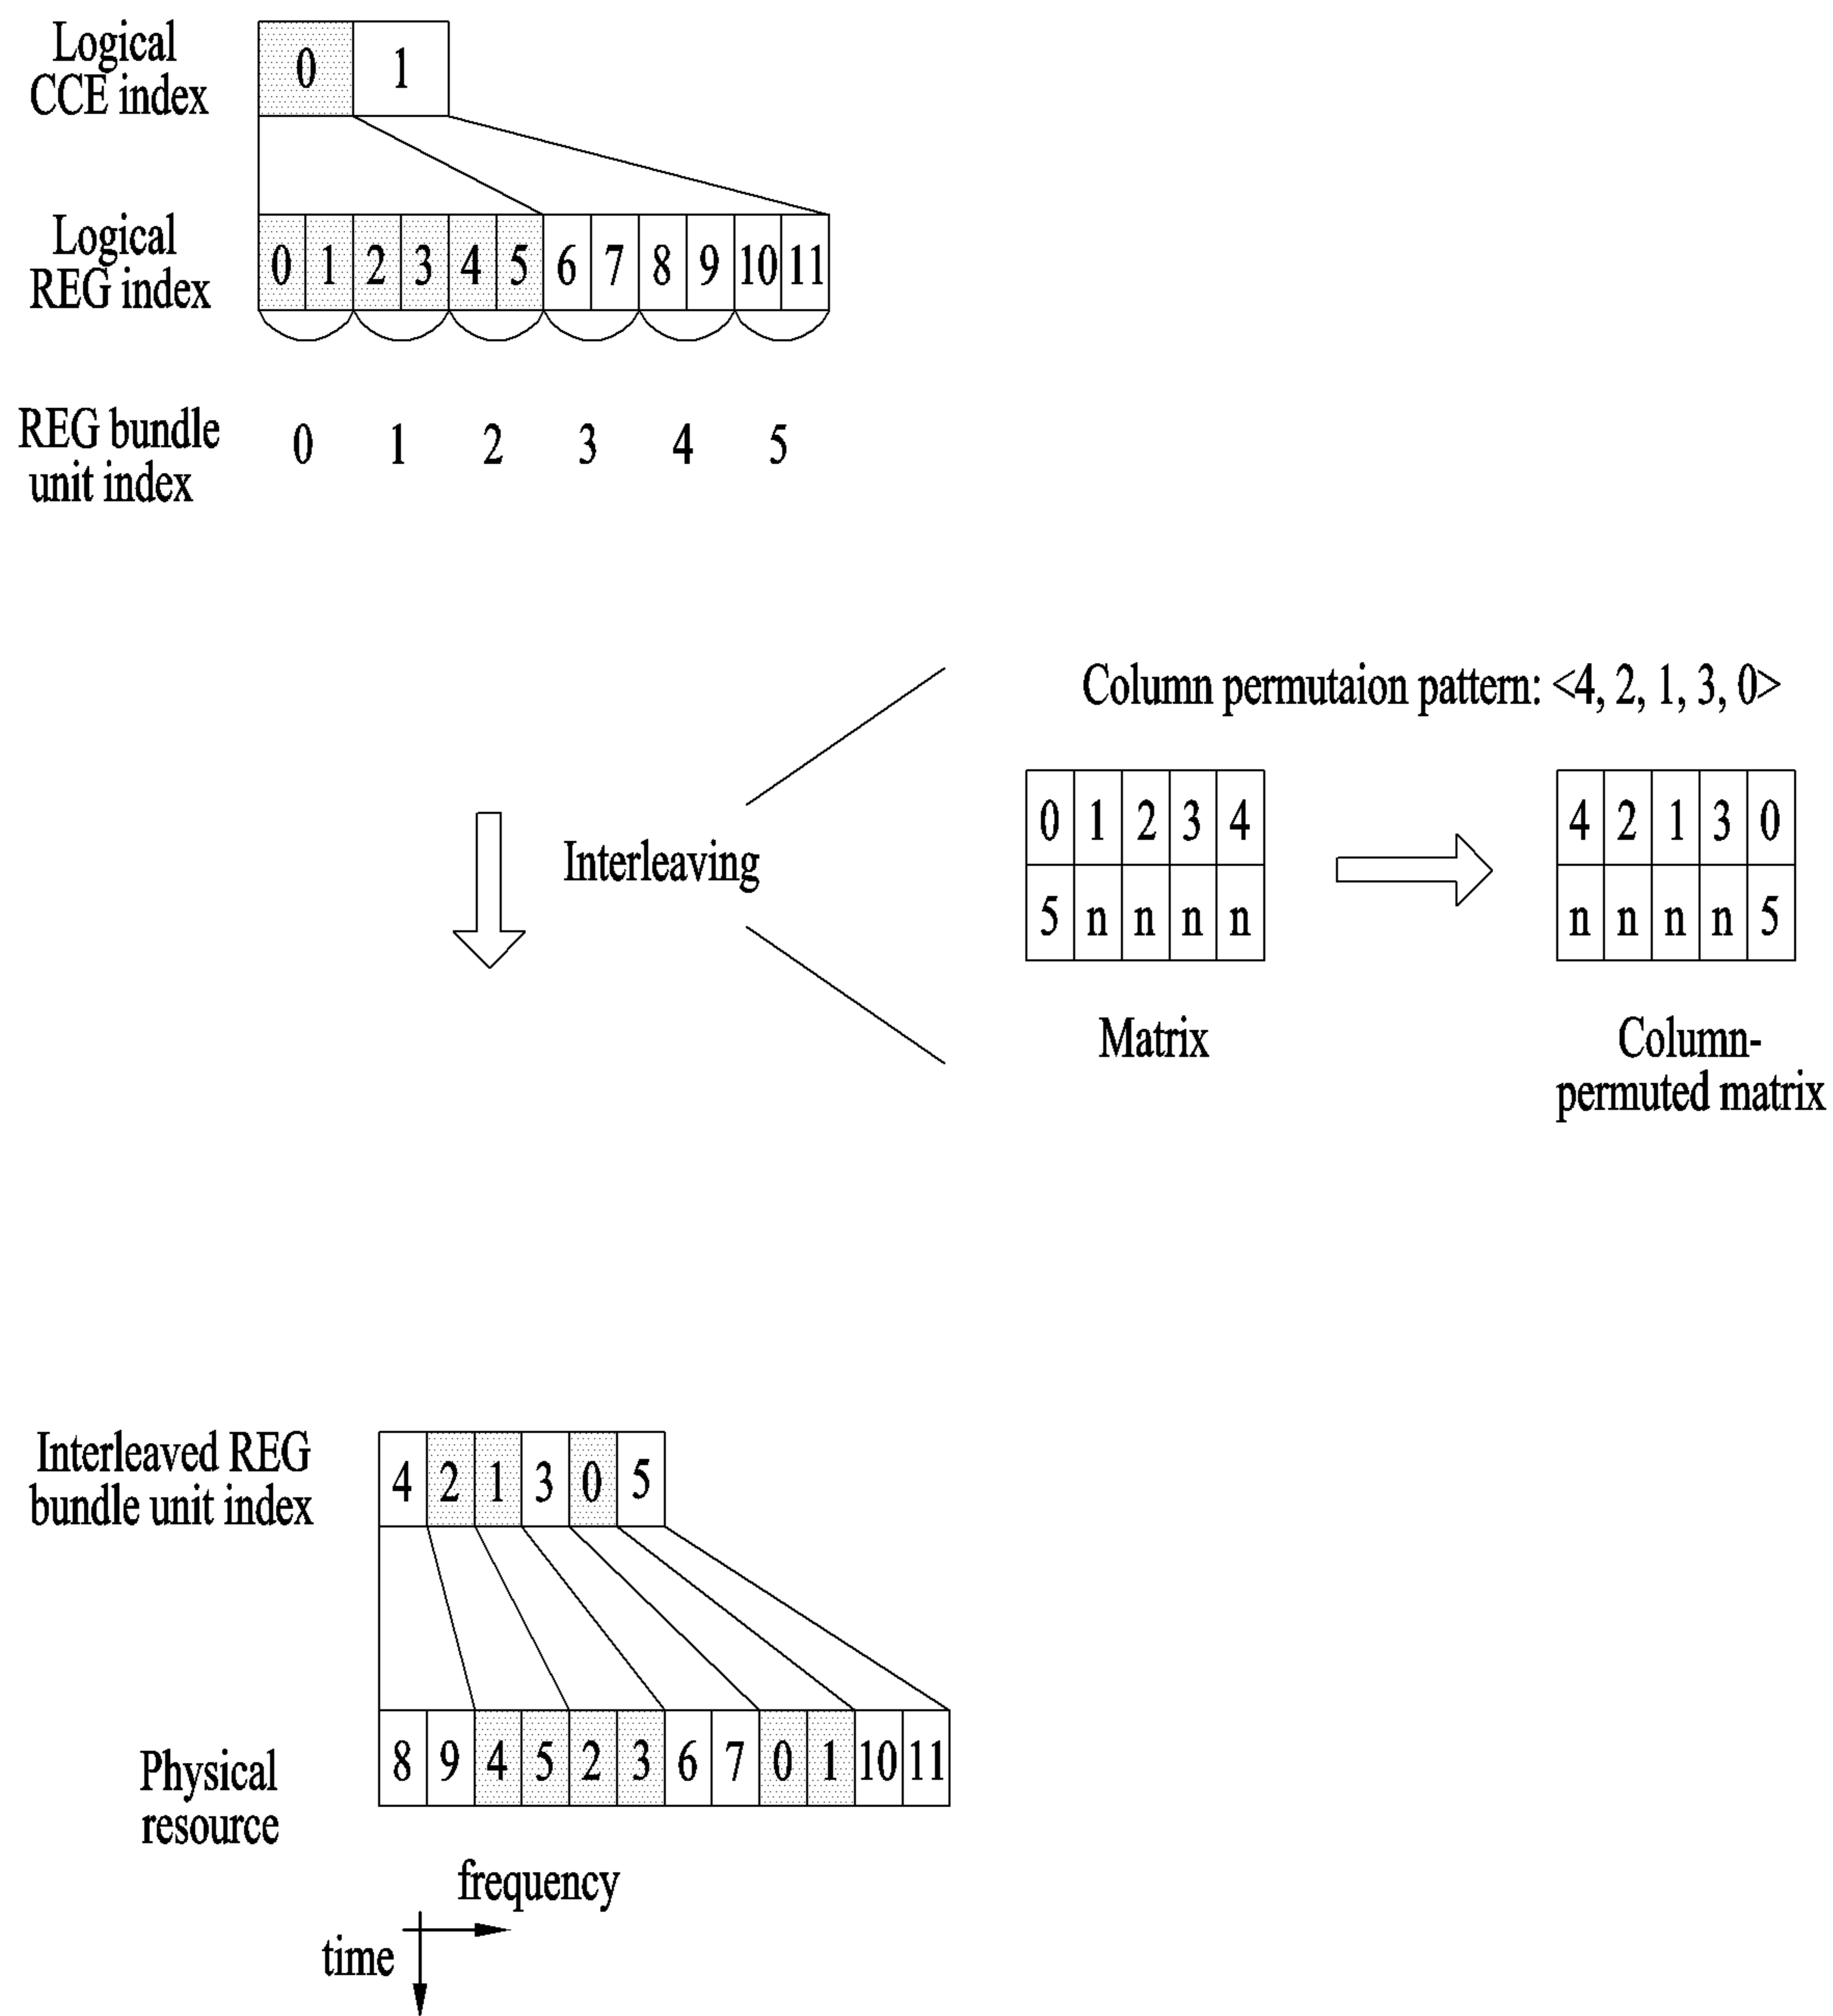 Logical
CCE index
0 1
Logical
REG index
0 1 2 3 4 5 6 7 8 9 10 11
REG bundle
unit index
0 1 2 3 4 5
Column permutaion pattern: <4, 2, 1, 3, 0>
Interleaving
0 1 2 3 4
5 n n n n
Matrix
4 2 1 3 0
n n n n 5
Column-
permuted matrix
Interleaved REG
bundle unit index
4 2 1 3 0 5
Physical
resource
8 9 4 5 2 3 6 7 0 1 10 11
frequency
time